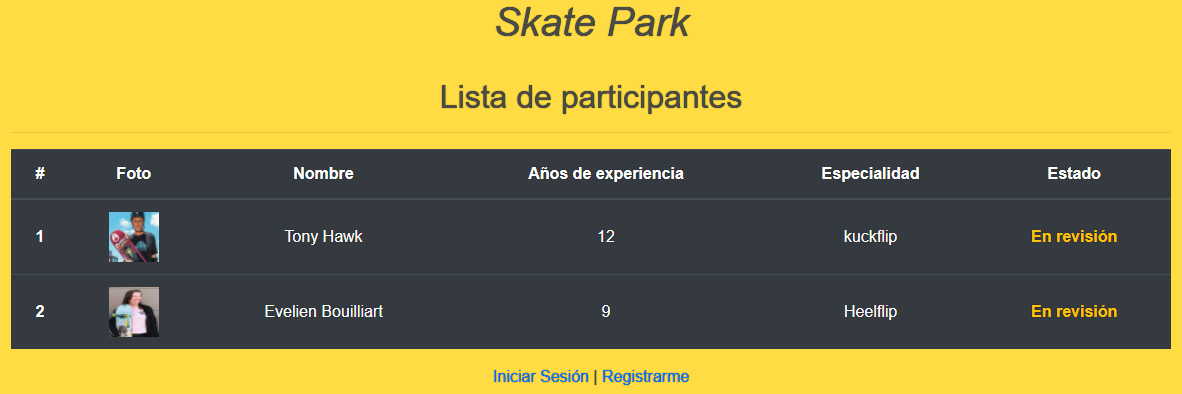 Skate Park
Lista de participantes
# Foto Nombre Años de experiencia Especialidad Estado
1 Tony Hawk 12 kuckflip En revisión
2 Evelien Bouilliart 9 Heelflip En revisión
Iniciar Sesión | Registrarme